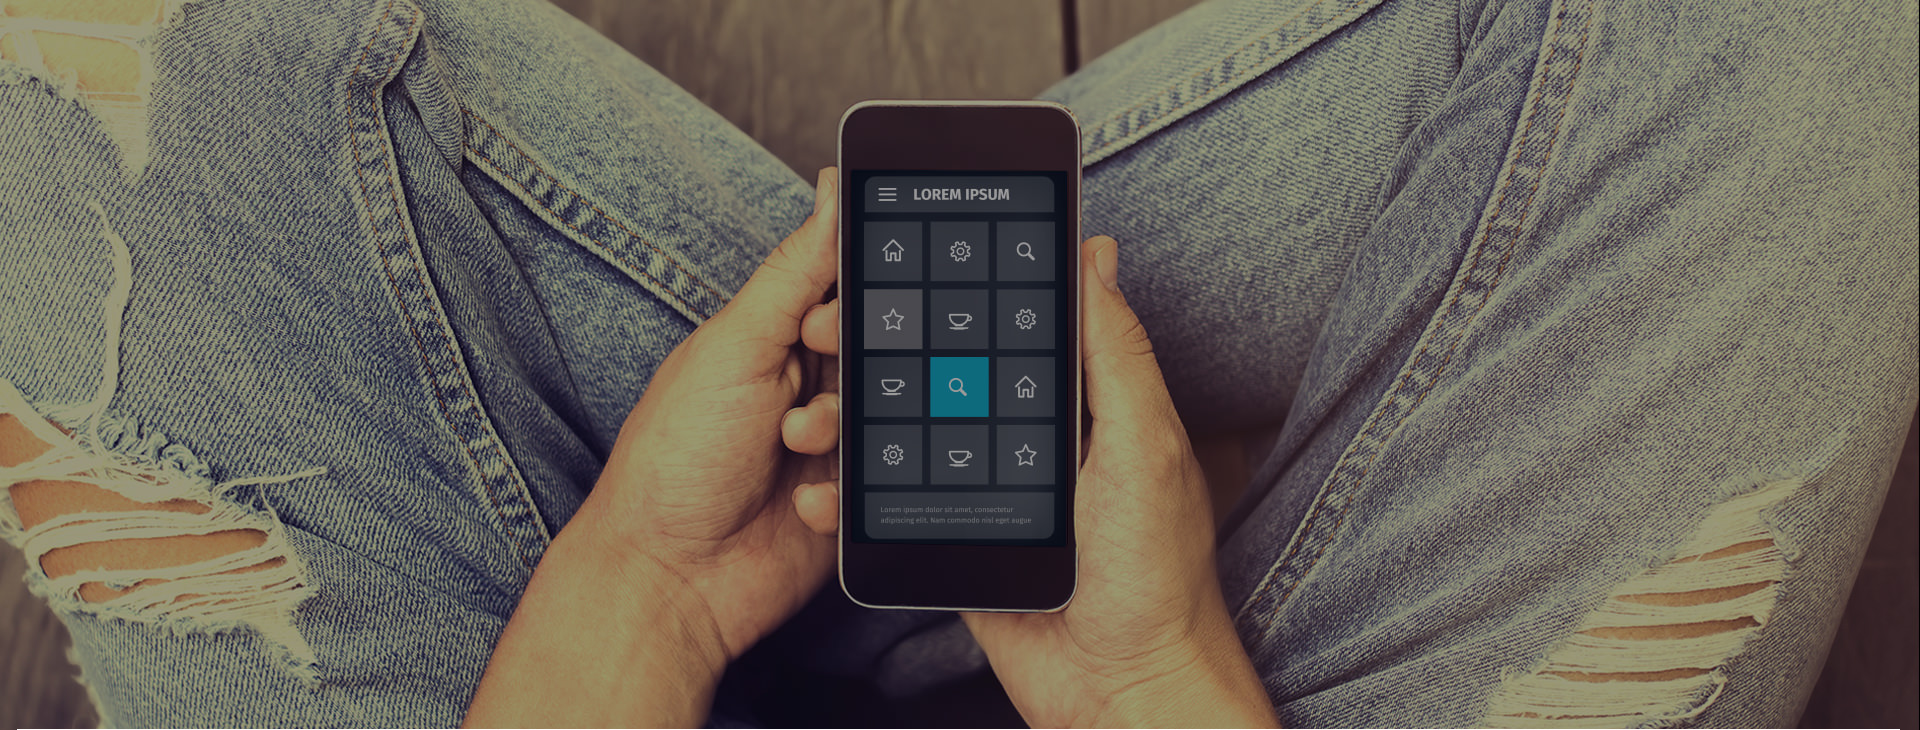 LOREM IPSUM
Lorem ipsum dolor sit amet, consectetur
adipiscing elit. Nam commodo nisl eget augue